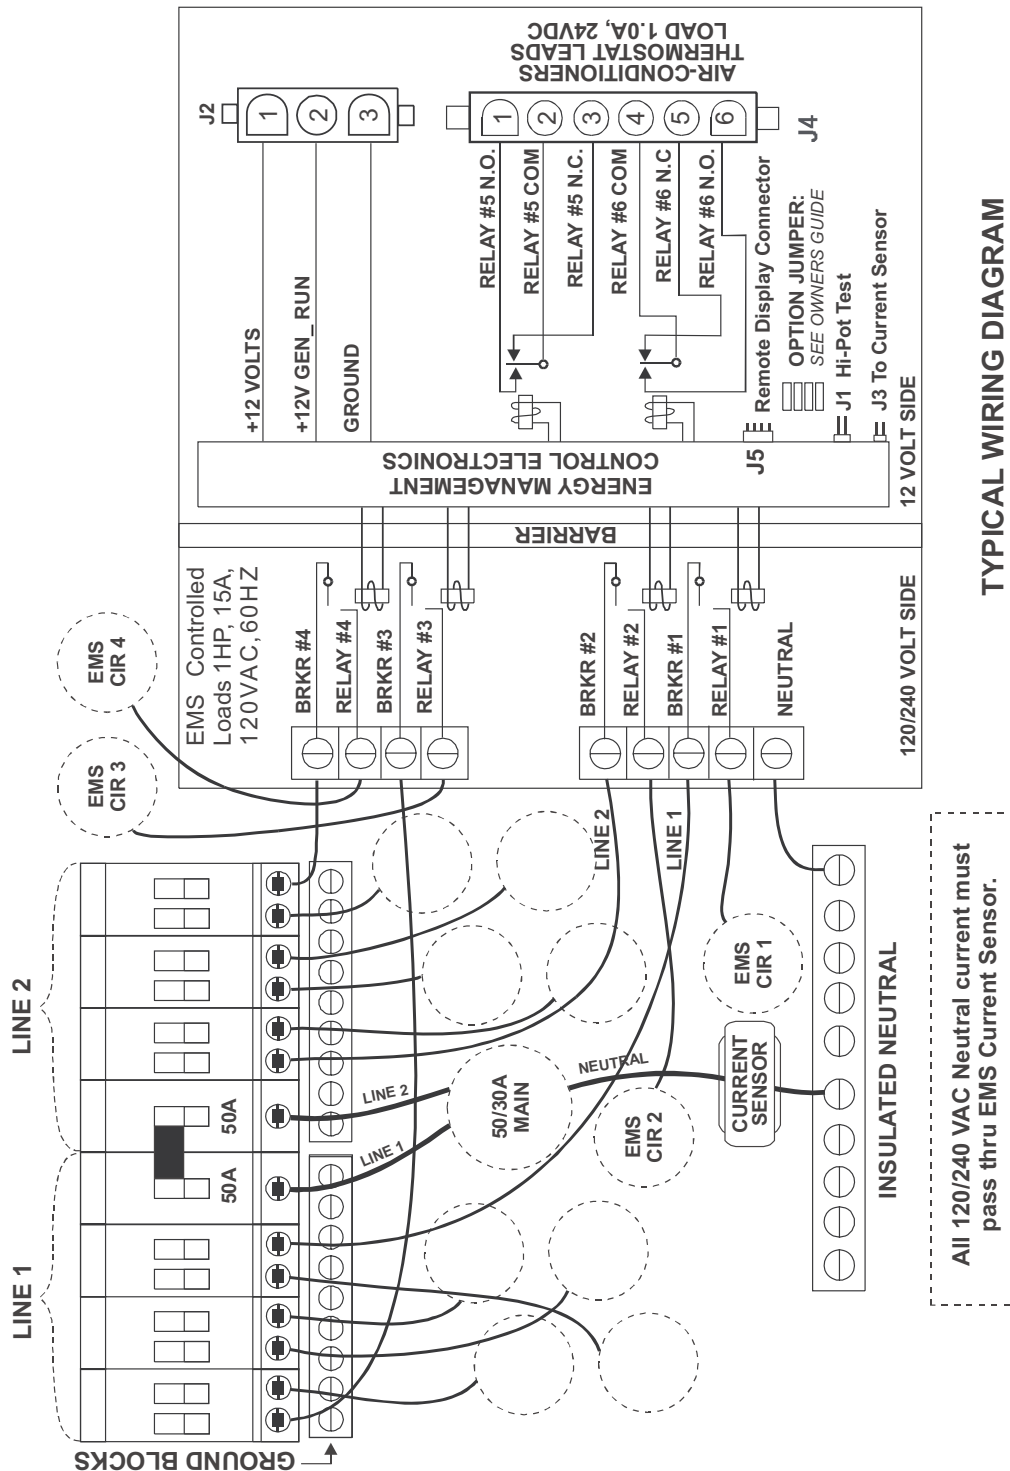 TYPICAL WIRING DIAGRAM
LINE 1
LINE 2
50A
50A
GROUND BLOCKS
LINE 1
LINE 2
50/30A
MAIN
NEUTRAL
CURRENT
SENSOR
INSULATED NEUTRAL
EMS
CIR 1
EMS
CIR 2
EMS
CIR 3
EMS
CIR 4
LINE 2
LINE 1
All 120/240 VAC Neutral current must
pass thru EMS Current Sensor.
EMS Controlled
Loads 1HP, 15A,
120VAC, 60HZ
BRKR #4
RELAY #4
BRKR #3
RELAY #3
BRKR #2
RELAY #2
BRKR #1
RELAY #1
NEUTRAL
120/240 VOLT SIDE
BARRIER
12 VOLT SIDE
ENERGY MANAGEMENT
CONTROL ELECTRONICS
+12 VOLTS
+12V GEN_ RUN
GROUND
J2
1
2
3
RELAY #5 N.O.
RELAY #5 COM
RELAY #5 N.C.
RELAY #6 COM
RELAY #6 N.C
RELAY #6 N.O.
1
2
3
4
5
6
J4
AIR-CONDITIONERS
THERMOSTAT LEADS
LOAD 1.0A, 24VDC
J5
Remote Display Connector
OPTION JUMPER:
SEE OWNERS GUIDE
J1 Hi-Pot Test
J3 To Current Sensor